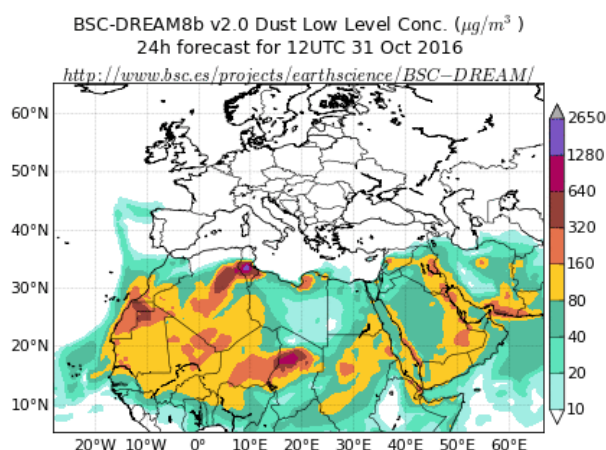 BSC-DREAM8b v2.0 Dust Low Level Conc. (μg/m³ )
24h forecast for 12UTC 31 Oct 2016
http://www.bsc.es/projects/earthscience/BSC−DREAM/
60°N
50°N
40°N
30°N
20°N
10°N
20°W 10°W 0° 10°E 20°E 30°E 40°E 50°E 60°E
2650
1280
640
320
160
80
40
20
10